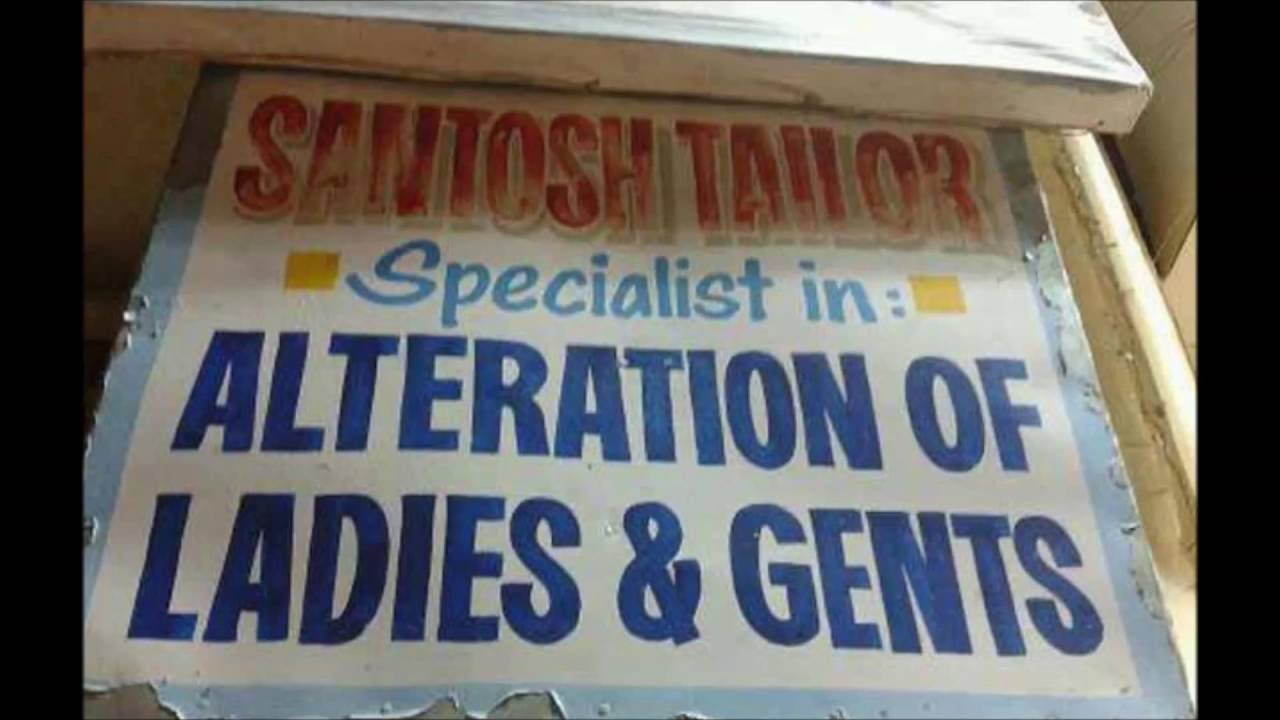 SANTOSH TAILOR
Specialist in:
ALTERATION OF
LADIES & GENTS